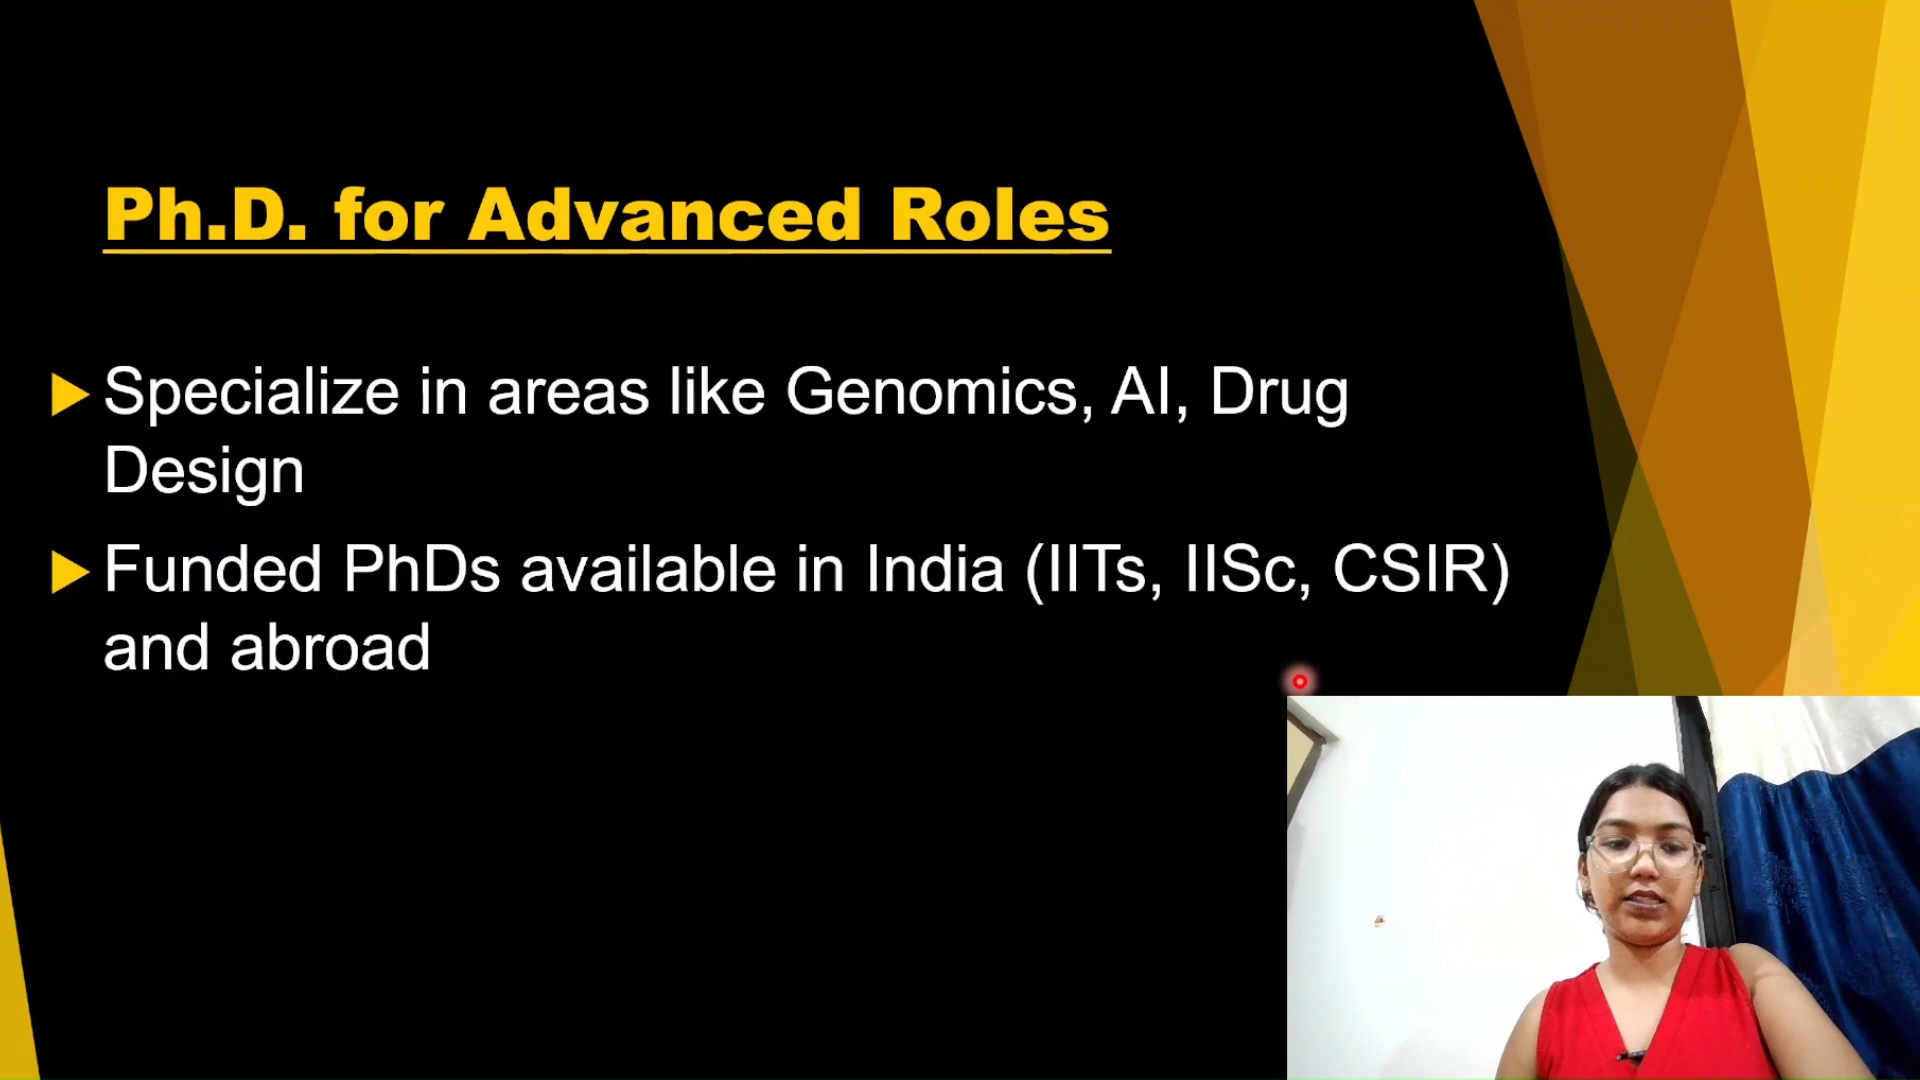 Ph.D. for Advanced Roles
Specialize in areas like Genomics, AI, Drug
Design
Funded PhDs available in India (IITs, IISc, CSIR)
and abroad